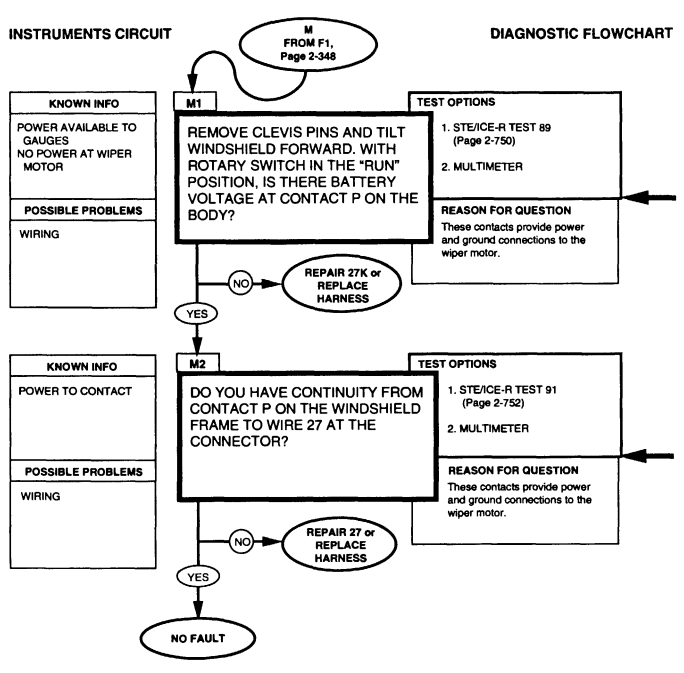 INSTRUMENTS CIRCUIT
DIAGNOSTIC FLOWCHART
M
FROM F1,
Page 2-348
KNOWN INFO
POWER AVAILABLE TO
GAUGES
NO POWER AT WIPER
MOTOR
POSSIBLE PROBLEMS
WIRING
M1
REMOVE CLEVIS PINS AND TILT
WINDSHIELD FORWARD. WITH
ROTARY SWITCH IN THE "RUN"
POSITION, IS THERE BATTERY
VOLTAGE AT CONTACT P ON THE
BODY?
TEST OPTIONS
1. STE/ICE-R TEST 89
(Page 2-750)
2. MULTIMETER
REASON FOR QUESTION
These contacts provide power
and ground connections to the
wiper motor.
NO
REPAIR 27K or
REPLACE
HARNESS
YES
KNOWN INFO
POWER TO CONTACT
POSSIBLE PROBLEMS
WIRING
M2
DO YOU HAVE CONTINUITY FROM
CONTACT P ON THE WINDSHIELD
FRAME TO WIRE 27 AT THE
CONNECTOR?
TEST OPTIONS
1. STE/ICE-R TEST 91
(Page 2-752)
2. MULTIMETER
REASON FOR QUESTION
These contacts provide power
and ground connections to the
wiper motor.
NO
REPAIR 27 or
REPLACE
HARNESS
YES
NO FAULT